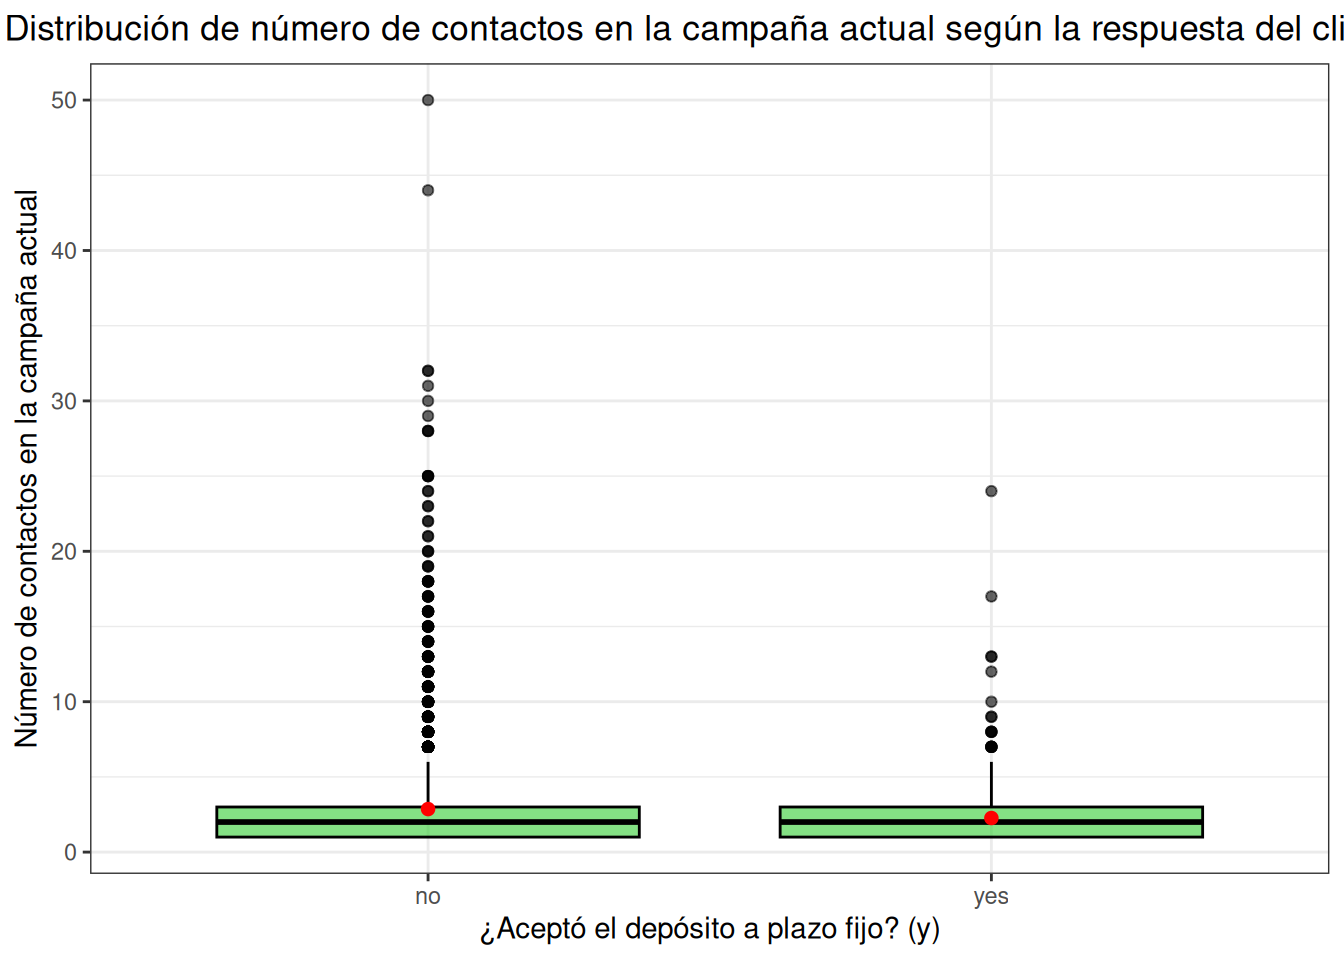 Distribución de número de contactos en la campaña actual según la respuesta del cli
Número de contactos en la campaña actual
50
40
30
20
10
0
no
yes
¿Aceptó el depósito a plazo fijo? (y)